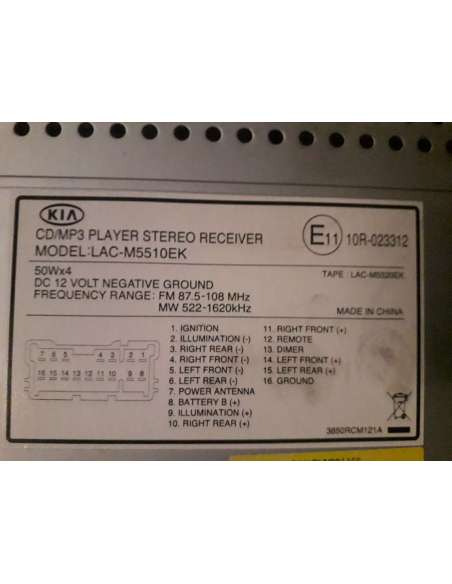 KIA
CD/MP3 PLAYER STEREO RECEIVER
MODEL:LAC-M5510EK
E11 10R-023312
50Wx4
TAPE : LAC-M5520EK
DC 12 VOLT NEGATIVE GROUND
FREQUENCY RANGE: FM 87.5-108 MHz
MW 522-1620kHz
MADE IN CHINA
7 6 5 4 3 2 1
16 15 14 13 12 11 10 9 8
1. IGNITION
2. ILLUMINATION (-)
3. RIGHT REAR (-)
4. RIGHT FRONT (-)
5. LEFT FRONT (-)
6. LEFT REAR (-)
7. POWER ANTENNA
8. BATTERY B (+)
9. ILLUMINATION (+)
10. RIGHT REAR (+)
11. RIGHT FRONT (+)
12. REMOTE
13. DIMER
14. LEFT FRONT (+)
15. LEFT REAR (+)
16. GROUND
3850RCM121A